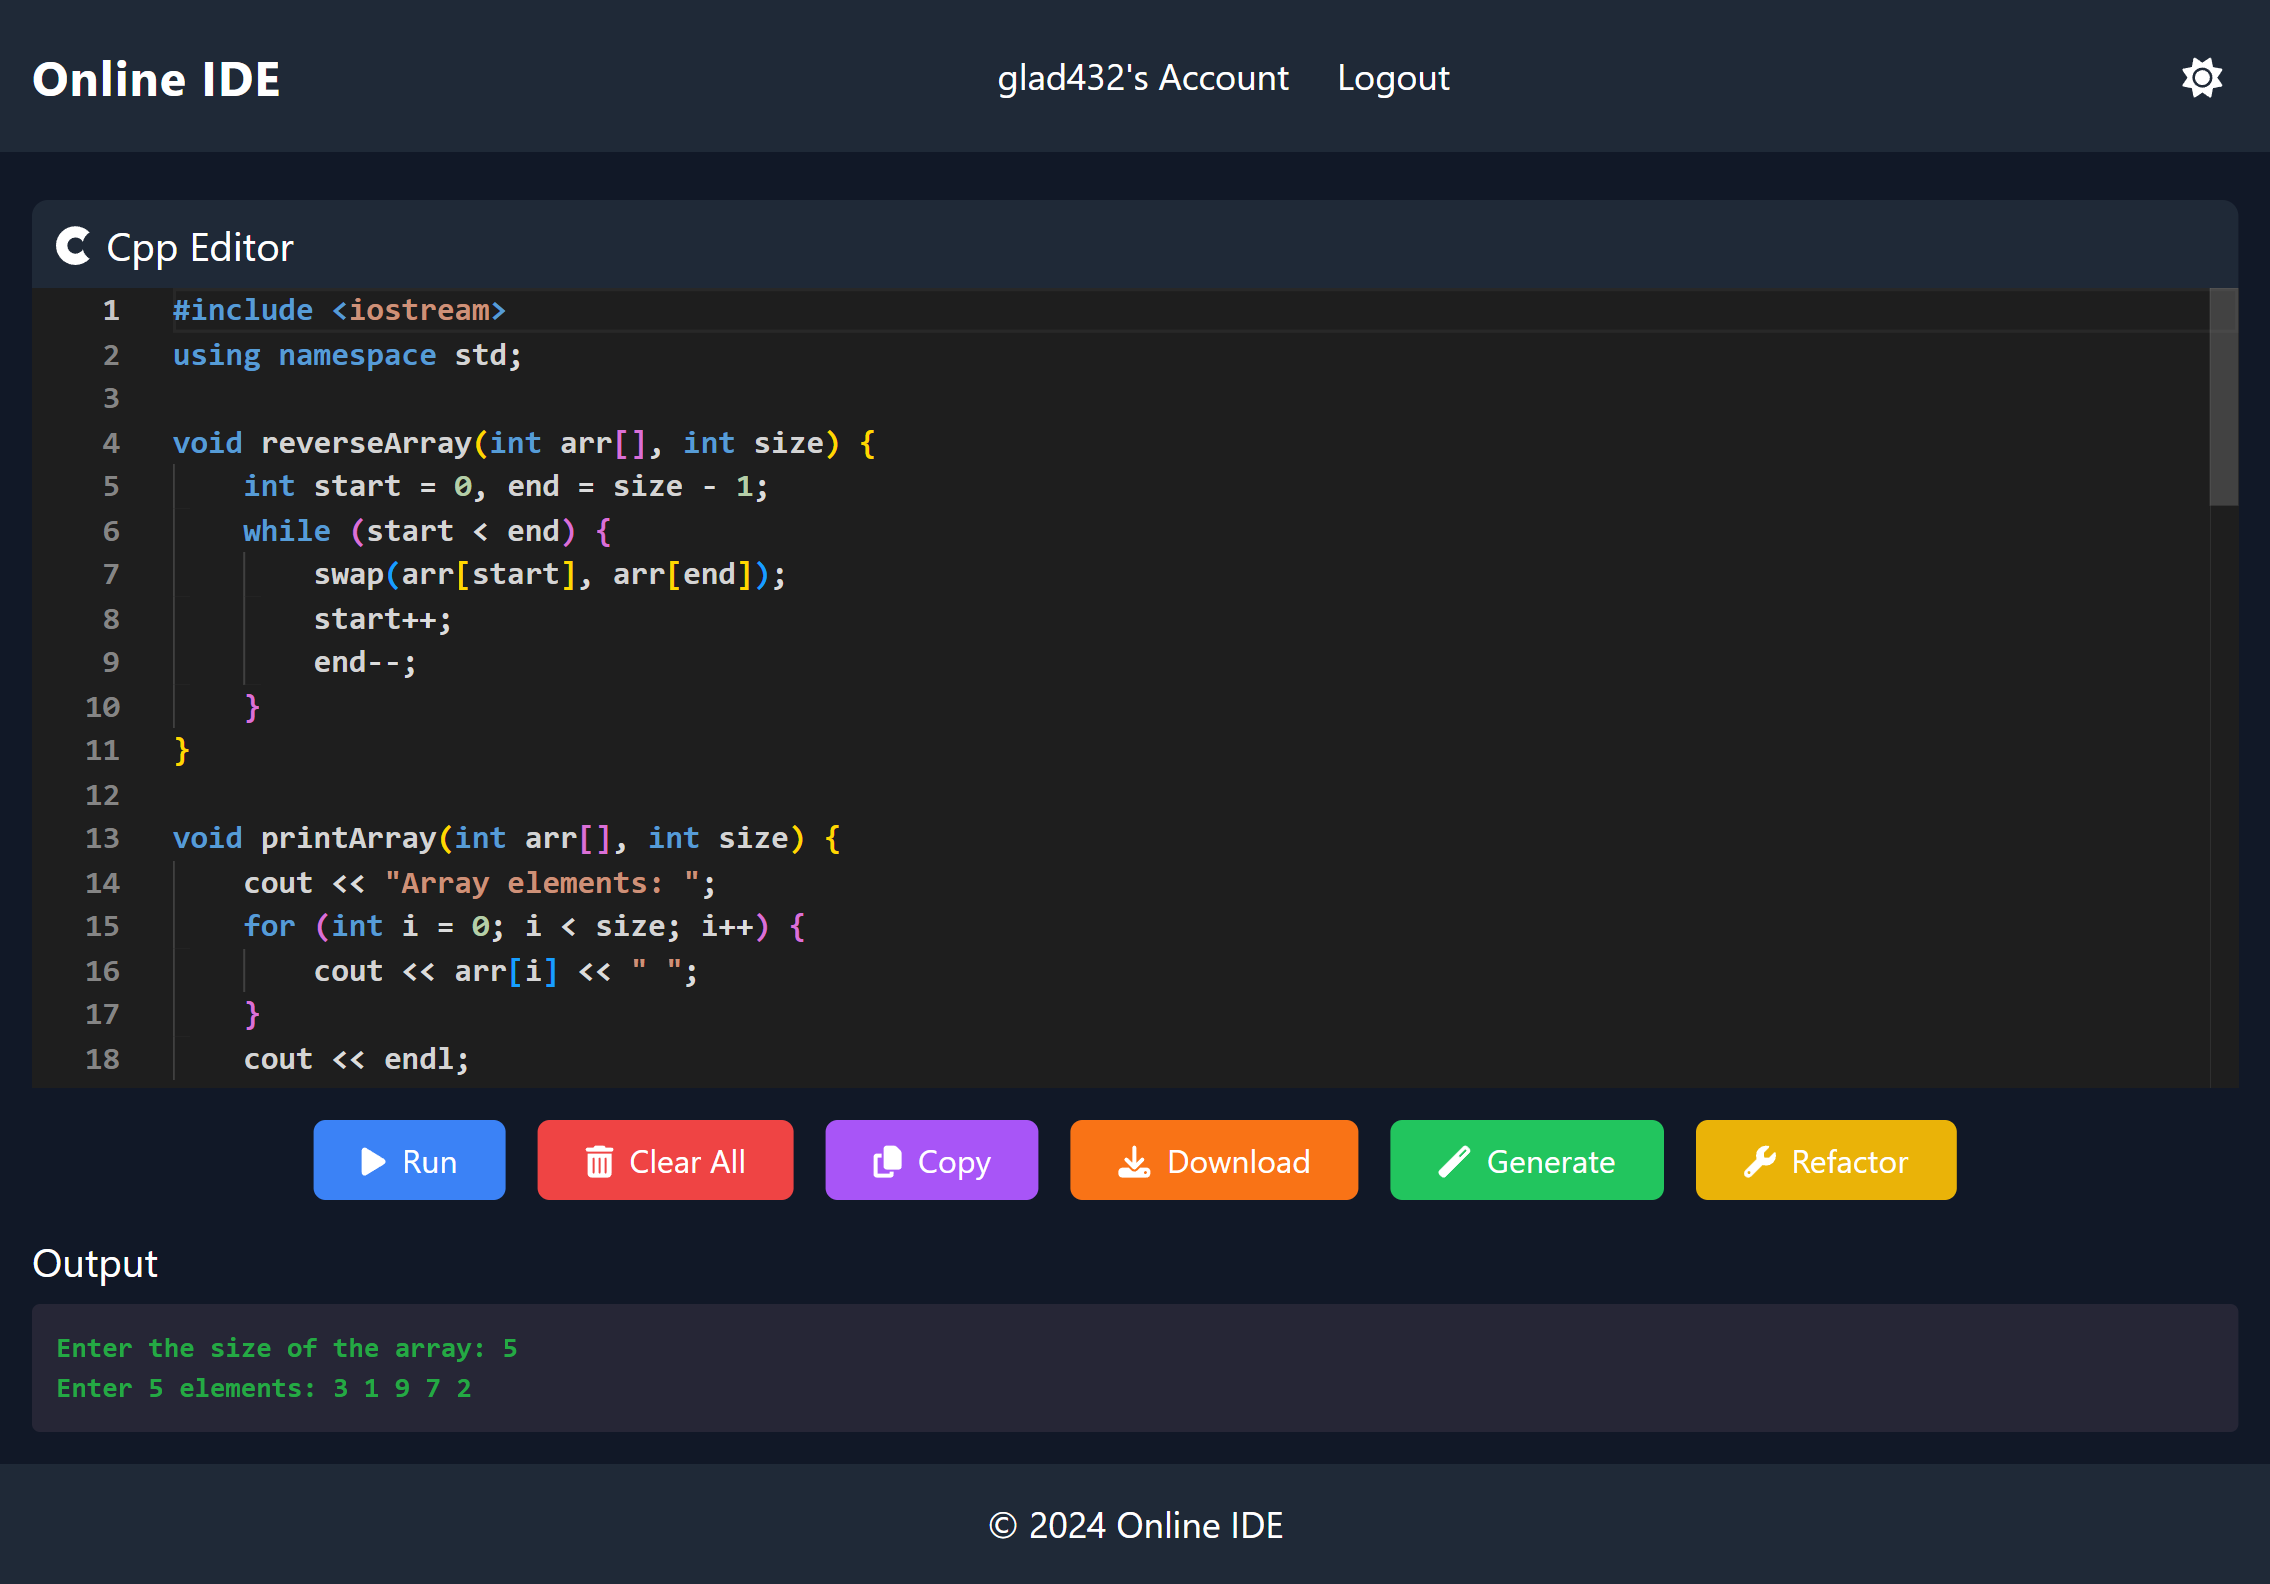 Online IDE
glad432's Account Logout
Cpp Editor
1 #include <iostream>
2 using namespace std;
3
4 void reverseArray(int arr[], int size) {
5     int start = 0, end = size - 1;
6     while (start < end) {
7         swap(arr[start], arr[end]);
8         start++;
9         end--;
10     }
11 }
12
13 void printArray(int arr[], int size) {
14     cout << "Array elements: ";
15     for (int i = 0; i < size; i++) {
16         cout << arr[i] << " ";
17     }
18     cout << endl;
Run Clear All Copy Download Generate Refactor
Output
Enter the size of the array: 5
Enter 5 elements: 3 1 9 7 2
© 2024 Online IDE